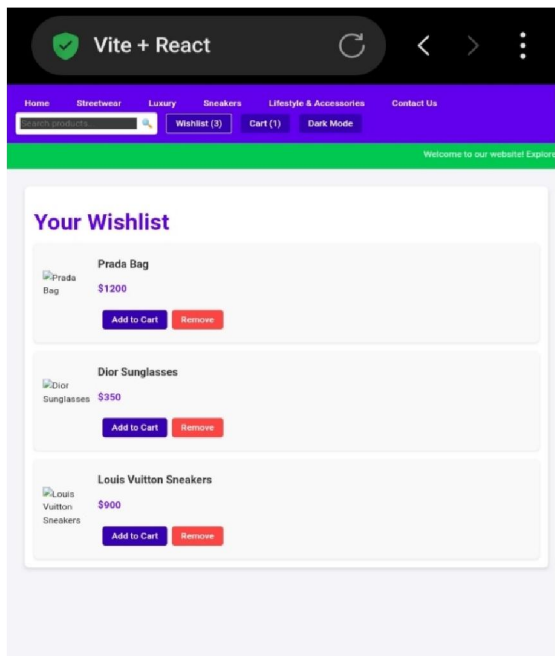 Vite + React
Home Streetwear Luxury Sneakers Lifestyle & Accessories Contact Us
Search products... Wishlist (3) Cart (1) Dark Mode
Welcome to our website! Explore
Your Wishlist
Prada Bag
Prada Bag
$1200
Add to Cart Remove
Dior Sunglasses
Dior Sunglasses
$350
Add to Cart Remove
Louis Vuitton Sneakers
Louis Vuitton Sneakers
$900
Add to Cart Remove